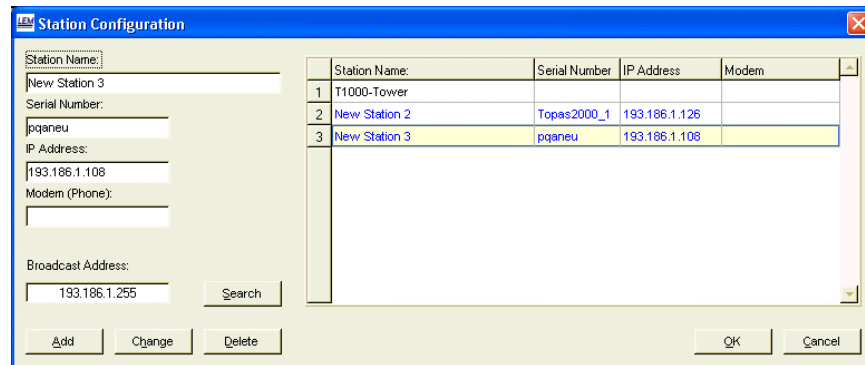 LEM Station Configuration
Station Name:
New Station 3
Serial Number:
pqaneu
IP Address:
193.186.1.108
Modem (Phone):
Broadcast Address:
193.186.1.255
Search
Add Change Delete
Station Name: Serial Number IP Address Modem
1 T1000-Tower
2 New Station 2 Topas2000_1 193.186.1.126
3 New Station 3 pqaneu 193.186.1.108
OK Cancel